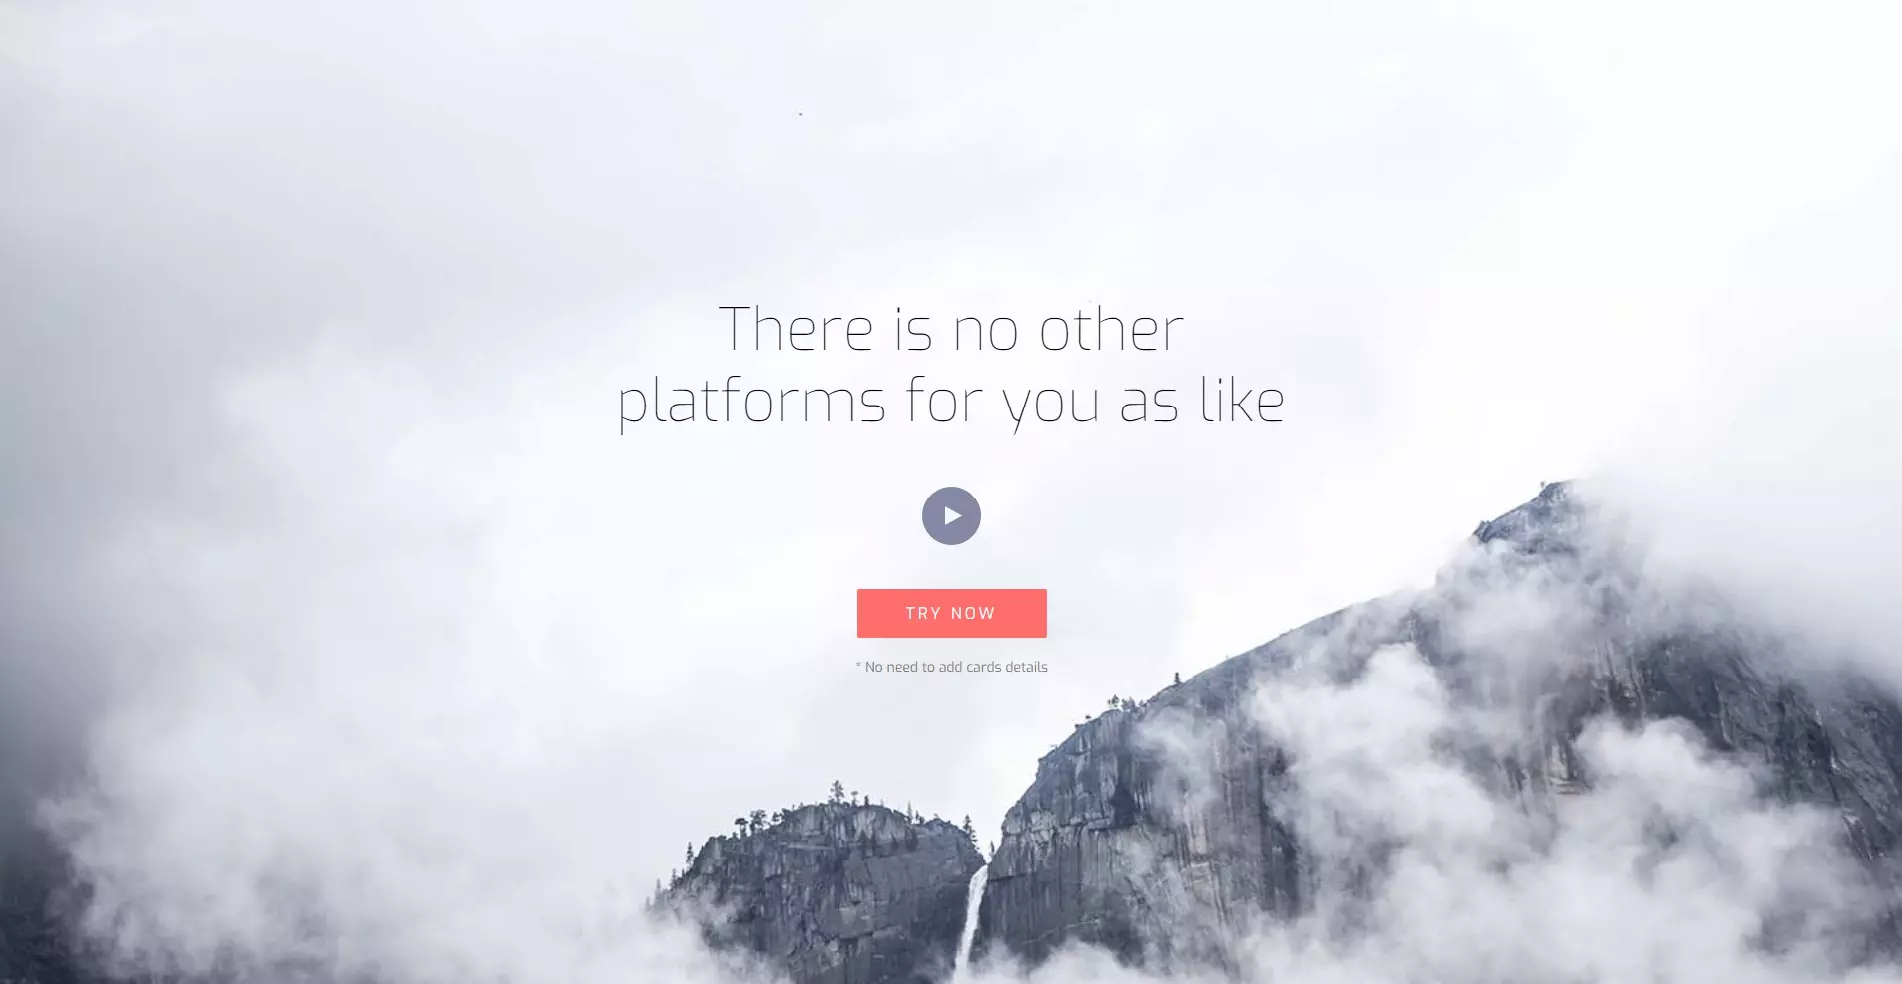 There is no other
platforms for you as like
TRY NOW
* No need to add cards details